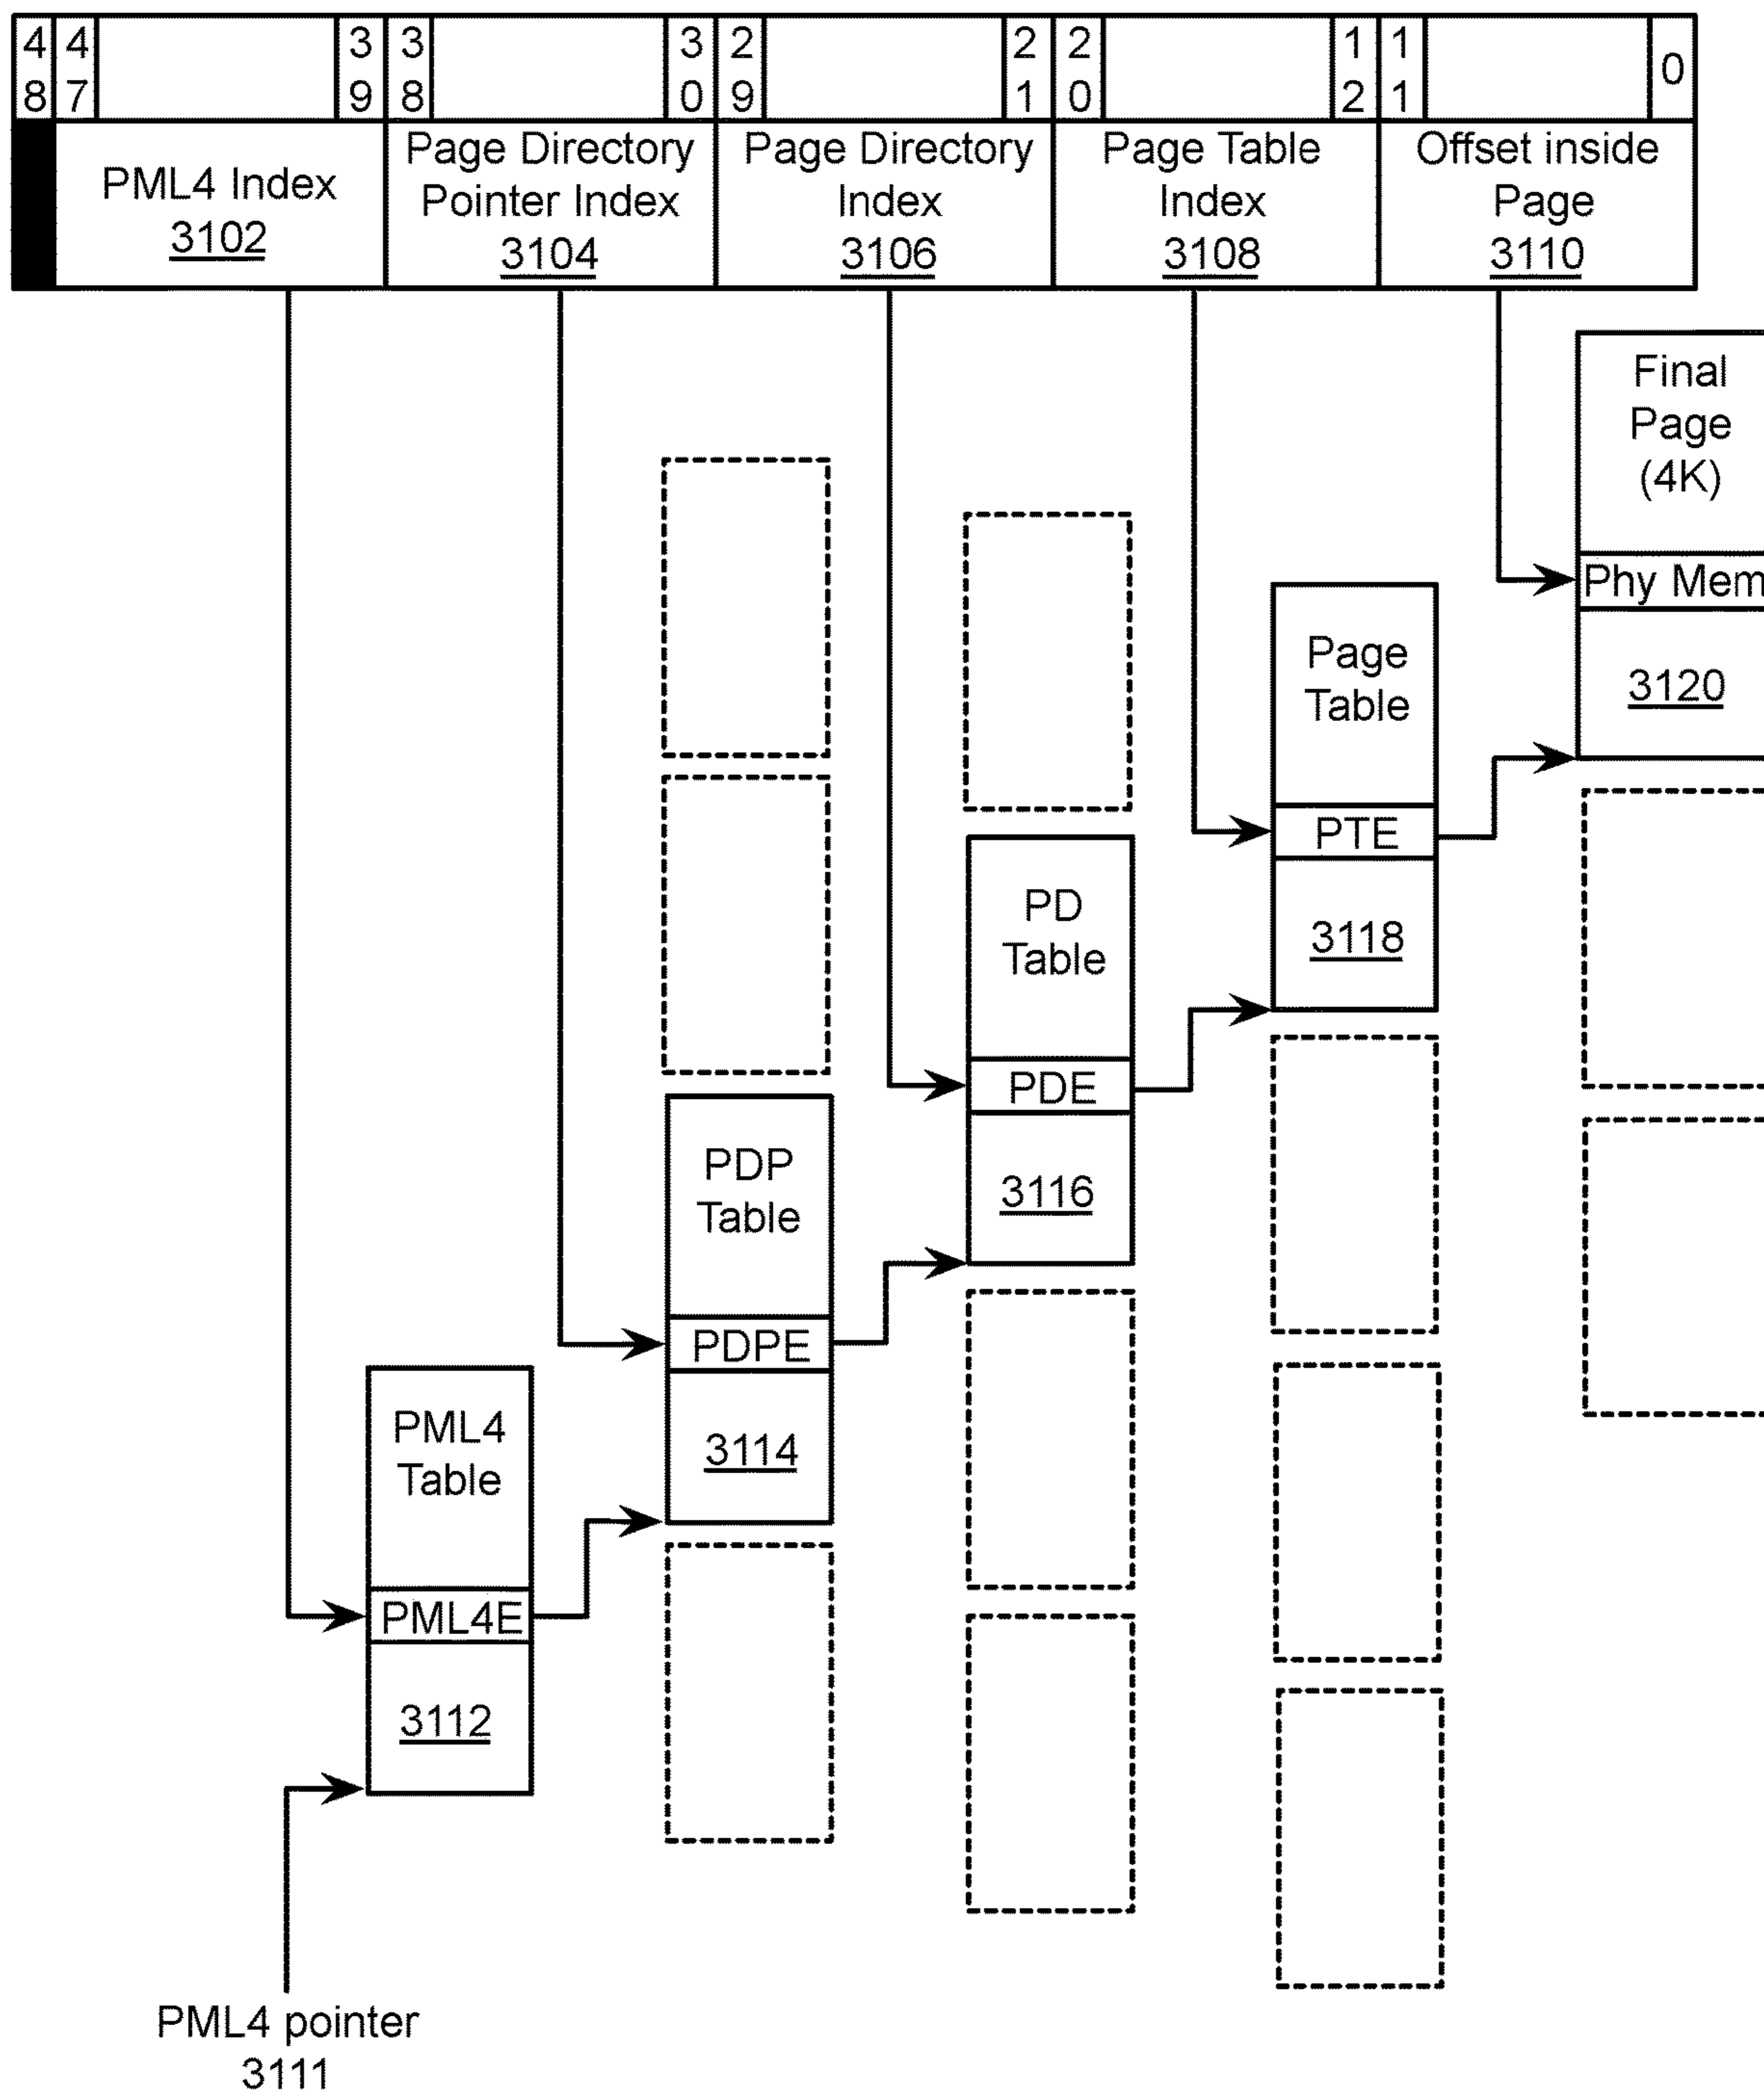 48 47 39 38 30 29 21 20 12 11 0
PML4 Index
3102
Page Directory
Pointer Index
3104
Page Directory
Index
3106
Page Table
Index
3108
Offset inside
Page
3110
Final
Page
(4K)
Phy Mem
3120
Page
Table
PTE
3118
PD
Table
PDE
3116
PDP
Table
PDPE
3114
PML4
Table
PML4E
3112
PML4 pointer
3111